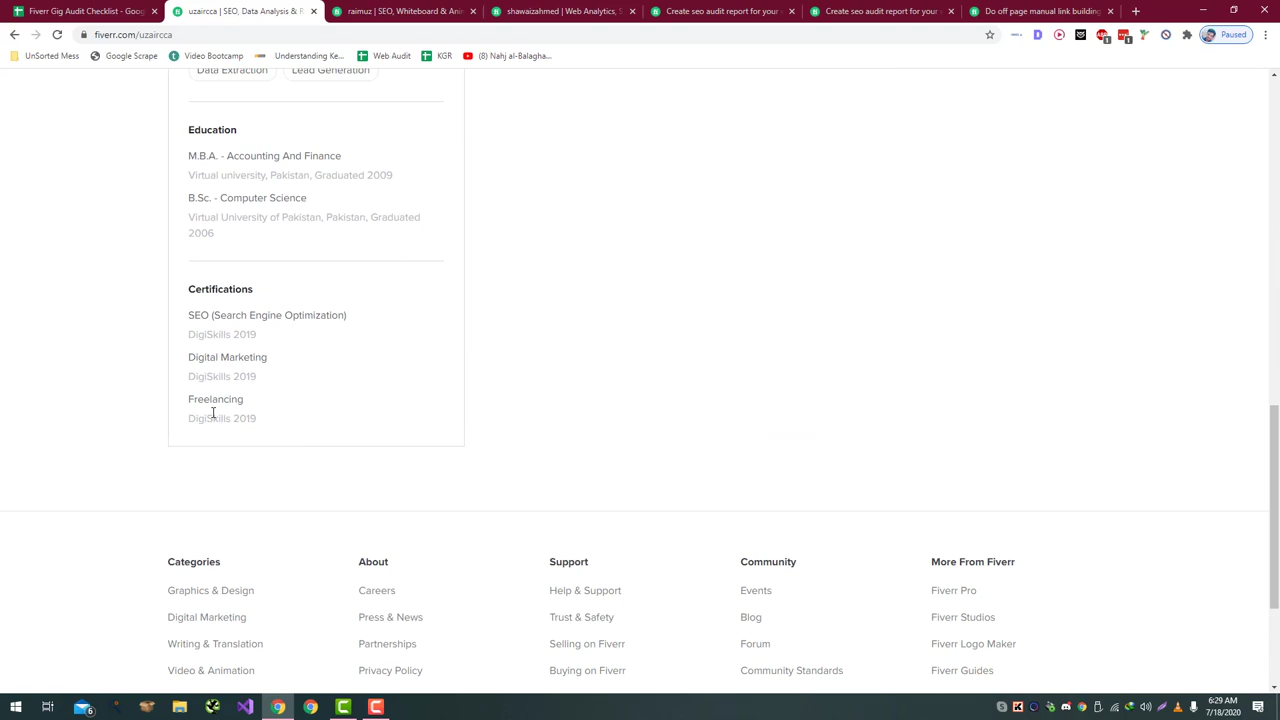 Fiverr Gig Audit Checklist - Goog
uzaircca | SEO, Data Analysis & R
raimuz | SEO, Whiteboard & Ani
shawaizahmed | Web Analytics, S
Create seo audit report for your
Create seo audit report for your
Do off page manual link building
fiverr.com/uzaircca
Paused
UnSorted Mess
Google Scrape
Video Bootcamp
Understanding Ke...
Web Audit
KGR
(8) Nahj al-Balagha...
Data Extraction
Lead Generation
Education
M.B.A. - Accounting And Finance
Virtual university, Pakistan, Graduated 2009
B.Sc. - Computer Science
Virtual University of Pakistan, Pakistan, Graduated
2006
Certifications
SEO (Search Engine Optimization)
DigiSkills 2019
Digital Marketing
DigiSkills 2019
Freelancing
DigiSkills 2019
Categories
About
Support
Community
More From Fiverr
Graphics & Design
Careers
Help & Support
Events
Fiverr Pro
Digital Marketing
Press & News
Trust & Safety
Blog
Fiverr Studios
Writing & Translation
Partnerships
Selling on Fiverr
Forum
Fiverr Logo Maker
Video & Animation
Privacy Policy
Buying on Fiverr
Community Standards
Fiverr Guides
6:29 AM
7/18/2020